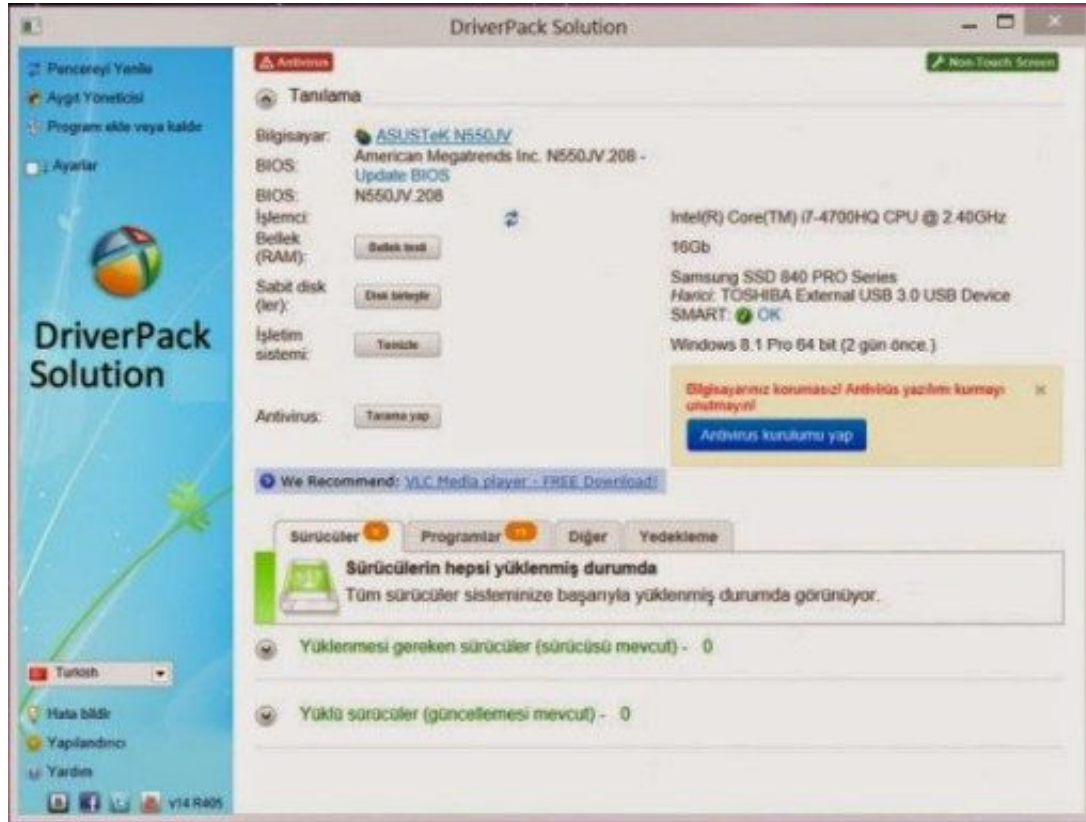 DriverPack Solution
Pencereyi Yenile
Aygıt Yöneticisi
Program ekle veya kaldır
Ayarlar
DriverPack
Solution
Turkish
Hata bildir
Yapılandırıcı
Yardım
v14 R405
Antivirus
Non-Touch Screen
Tanılama
Bilgisayar: ASUSTeK N550JV
BIOS: American Megatrends Inc. N550JV.208 -
Update BIOS
BIOS: N550JV.208
İşlemci: Intel(R) Core(TM) i7-4700HQ CPU @ 2.40GHz
Bellek
(RAM): Bellek testi 16Gb
Sabit disk
(ler): Disk birleştir
Samsung SSD 840 PRO Series
Harici: TOSHIBA External USB 3.0 USB Device
SMART: OK
İşletim
sistemi: Temizle Windows 8.1 Pro 64 bit (2 gün önce.)
Antivirus: Tarama yap
Bilgisayarınız korumasız! Antivirüs yazılımı kurmayı
unutmayın!
Antivirus kurulumu yap
We Recommend: VLC Media player - FREE Download!
Sürücüler Programlar Diğer Yedekleme
Sürücülerin hepsi yüklenmiş durumda
Tüm sürücüler sisteminize başarıyla yüklenmiş durumda görünüyor.
Yüklenmesi gereken sürücüler (sürücüsü mevcut) - 0
Yüklü sürücüler (güncellemesi mevcut) - 0